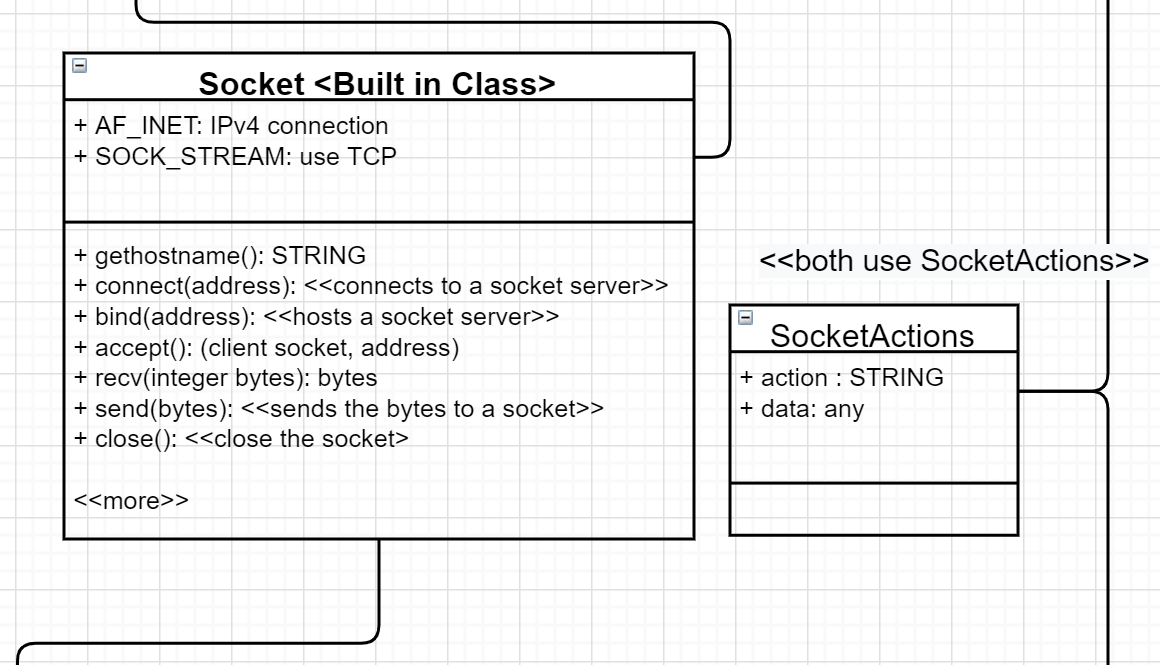 Socket <Built in Class>
+ AF_INET: IPv4 connection
+ SOCK_STREAM: use TCP
+ gethostname(): STRING
+ connect(address): <<connects to a socket server>>
+ bind(address): <<hosts a socket server>>
+ accept(): (client socket, address)
+ recv(integer bytes): bytes
+ send(bytes): <<sends the bytes to a socket>>
+ close(): <<close the socket>
<<more>>
<<both use SocketActions>>
SocketActions
+ action : STRING
+ data: any